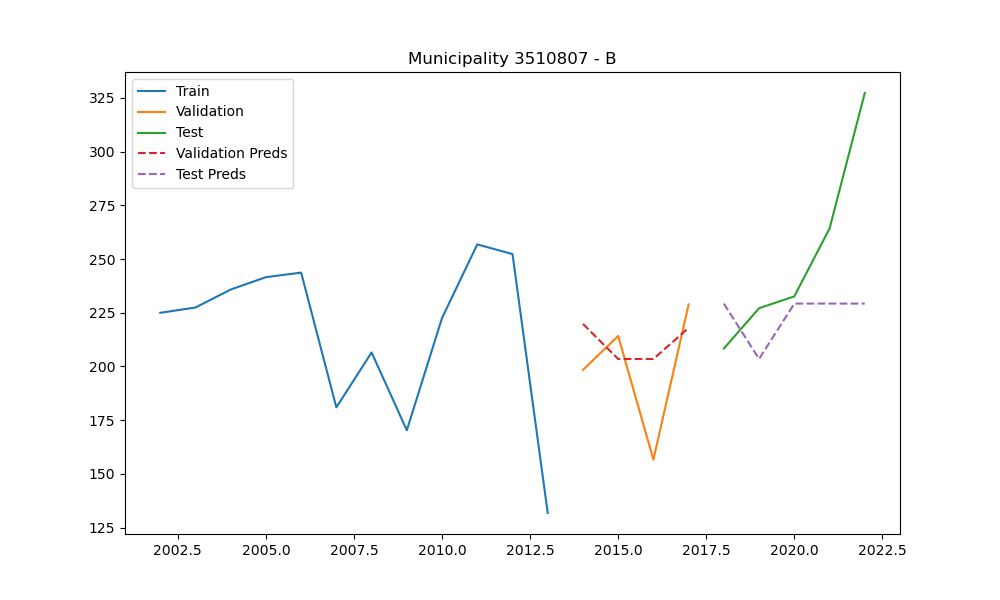 Municipality 3510807 - B
Train
Validation
Test
Validation Preds
Test Preds
325
300
275
250
225
200
175
150
125
2002.5 2005.0 2007.5 2010.0 2012.5 2015.0 2017.5 2020.0 2022.5